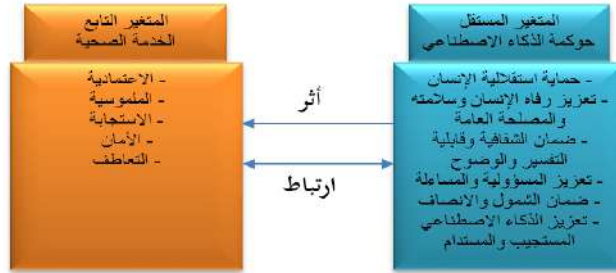 المتغير المستقل
حوكمة الذكاء الاصطناعي
- حماية استقلالية الإنسان
- تعزيز رفاه الإنسان وسلامته
والمصلحة العامة
- ضمان الشفافية وقابلية
التفسير والوضوح
- تعزيز المسؤولية والمساءلة
- ضمان الشمول والانصاف
- تعزيز الذكاء الاصطناعي
المستجيب والمستدام
أثر
ارتباط
المتغير التابع
الخدمة الصحية
- الاعتمادية
- الملموسية
- الاستجابة
- الأمان
- التعاطف